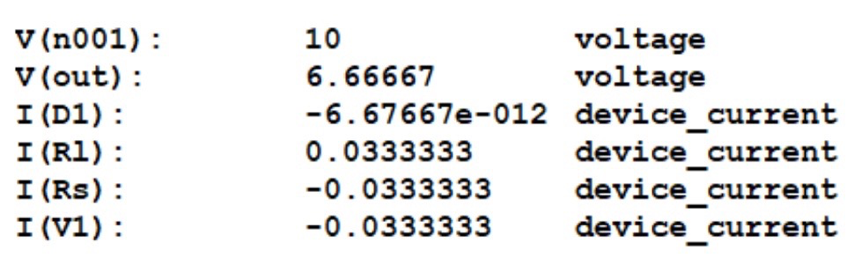 V(n001): 10 voltage
V(out): 6.66667 voltage
I(D1): -6.67667e-012 device_current
I(Rl): 0.0333333 device_current
I(Rs): -0.0333333 device_current
I(V1): -0.0333333 device_current